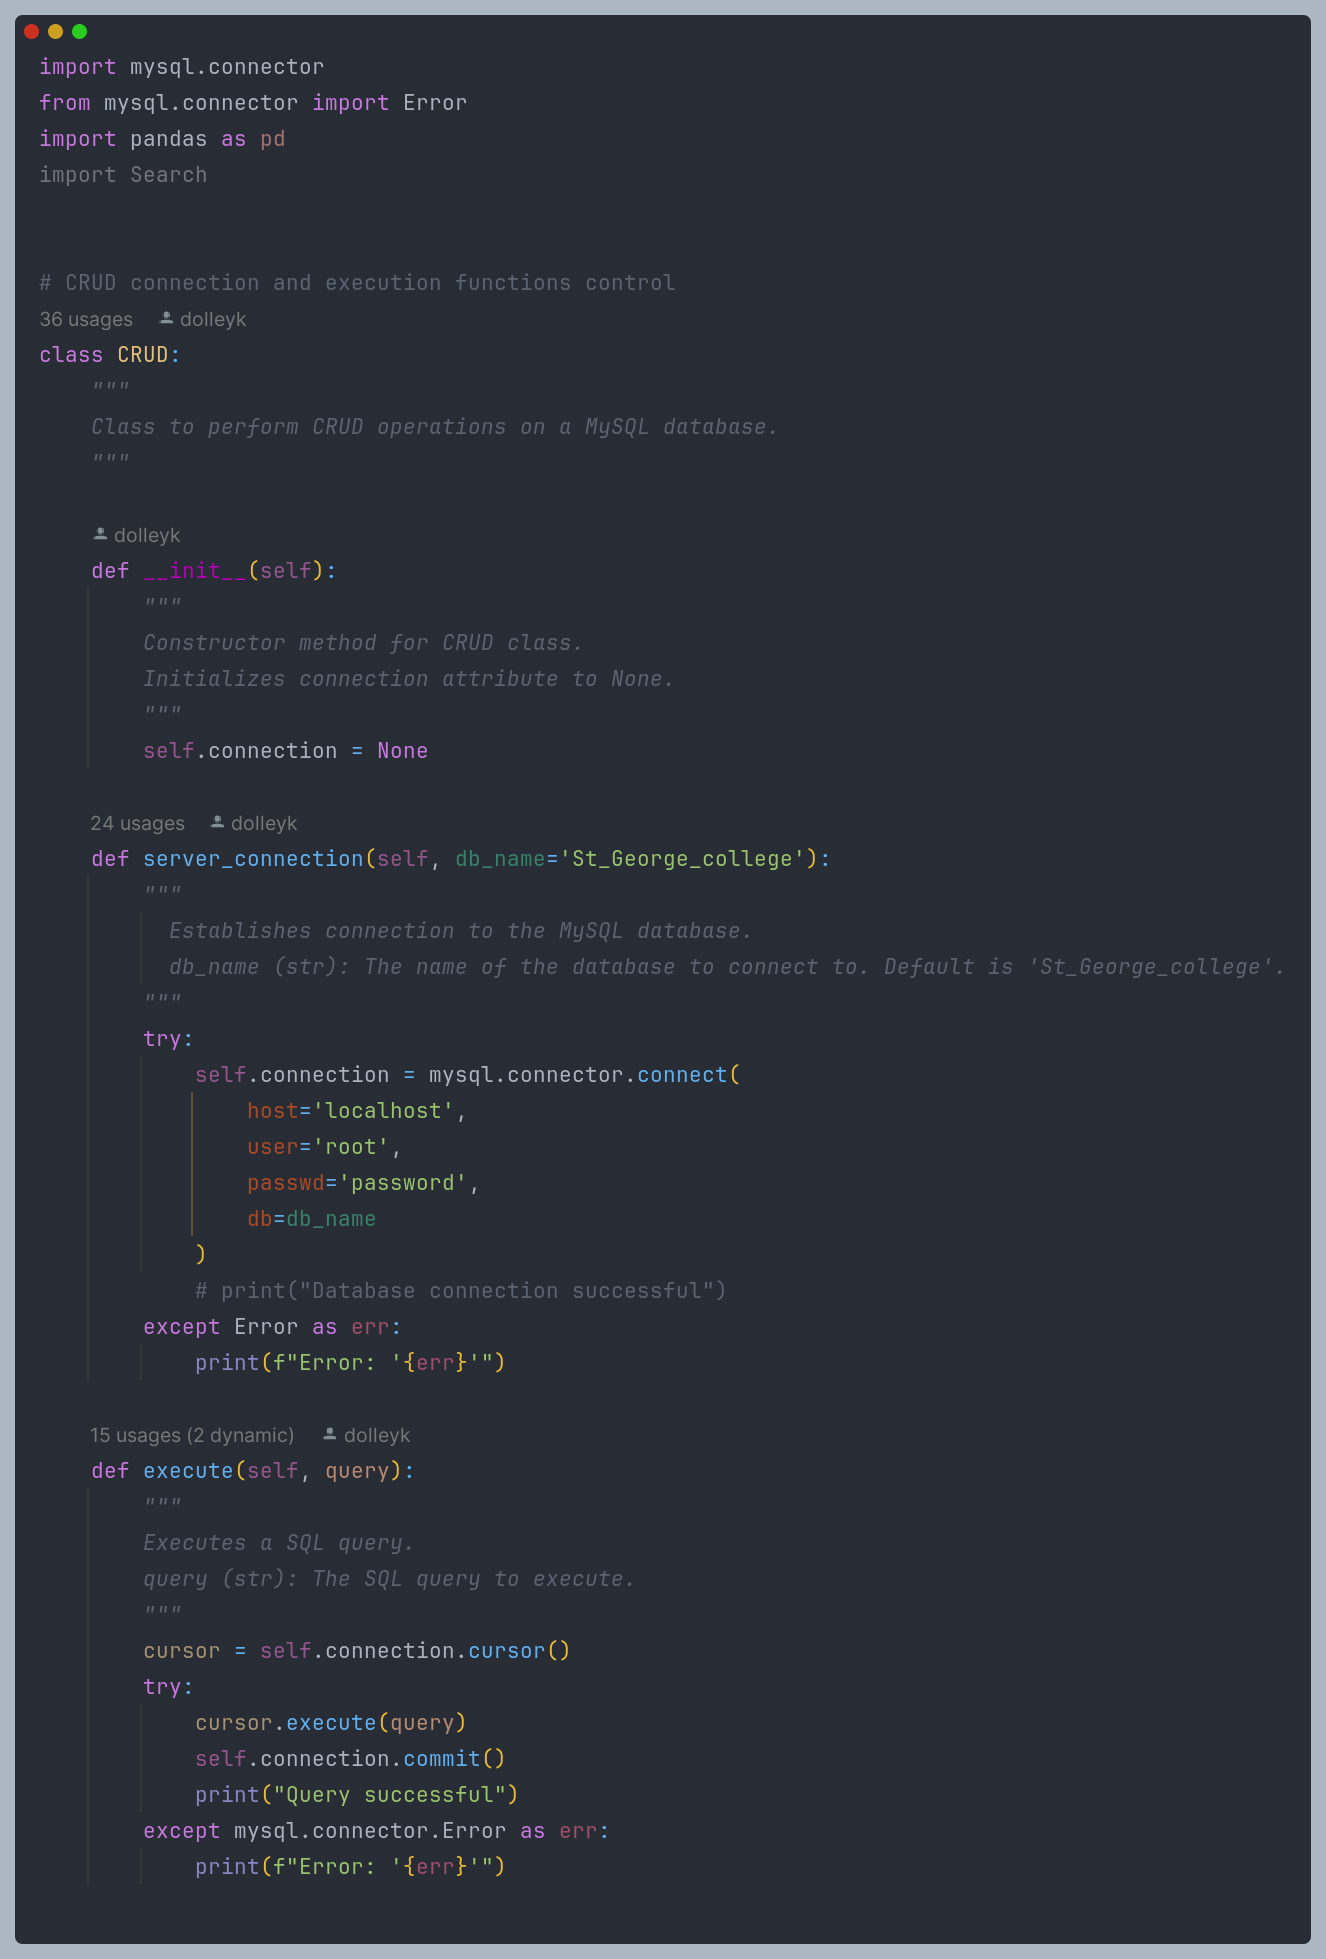 import mysql.connector
from mysql.connector import Error
import pandas as pd
import Search
# CRUD connection and execution functions control
36 usages dolleyk
class CRUD:
    """
    Class to perform CRUD operations on a MySQL database.
    """
    dolleyk
    def __init__(self):
        """
        Constructor method for CRUD class.
        Initializes connection attribute to None.
        """
        self.connection = None
    24 usages dolleyk
    def server_connection(self, db_name='St_George_college'):
        """
          Establishes connection to the MySQL database.
          db_name (str): The name of the database to connect to. Default is 'St_George_college'.
        """
        try:
            self.connection = mysql.connector.connect(
                host='localhost',
                user='root',
                passwd='password',
                db=db_name
            )
            # print("Database connection successful")
        except Error as err:
            print(f"Error: '{err}'")
    15 usages (2 dynamic) dolleyk
    def execute(self, query):
        """
        Executes a SQL query.
        query (str): The SQL query to execute.
        """
        cursor = self.connection.cursor()
        try:
            cursor.execute(query)
            self.connection.commit()
            print("Query successful")
        except mysql.connector.Error as err:
            print(f"Error: '{err}'")